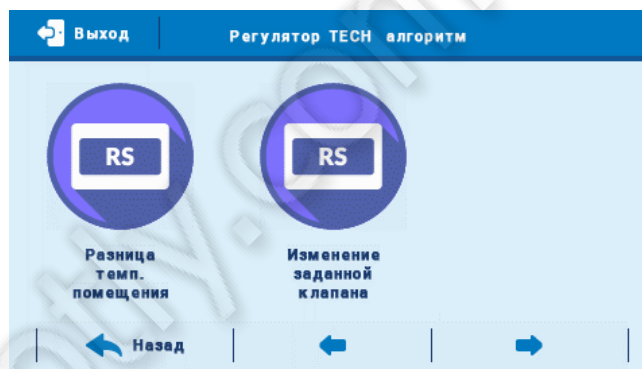 Выход
Регулятор TECH алгоритм
RS
RS
Разница
темп.
помещения
Изменение
заданной
клапана
Назад